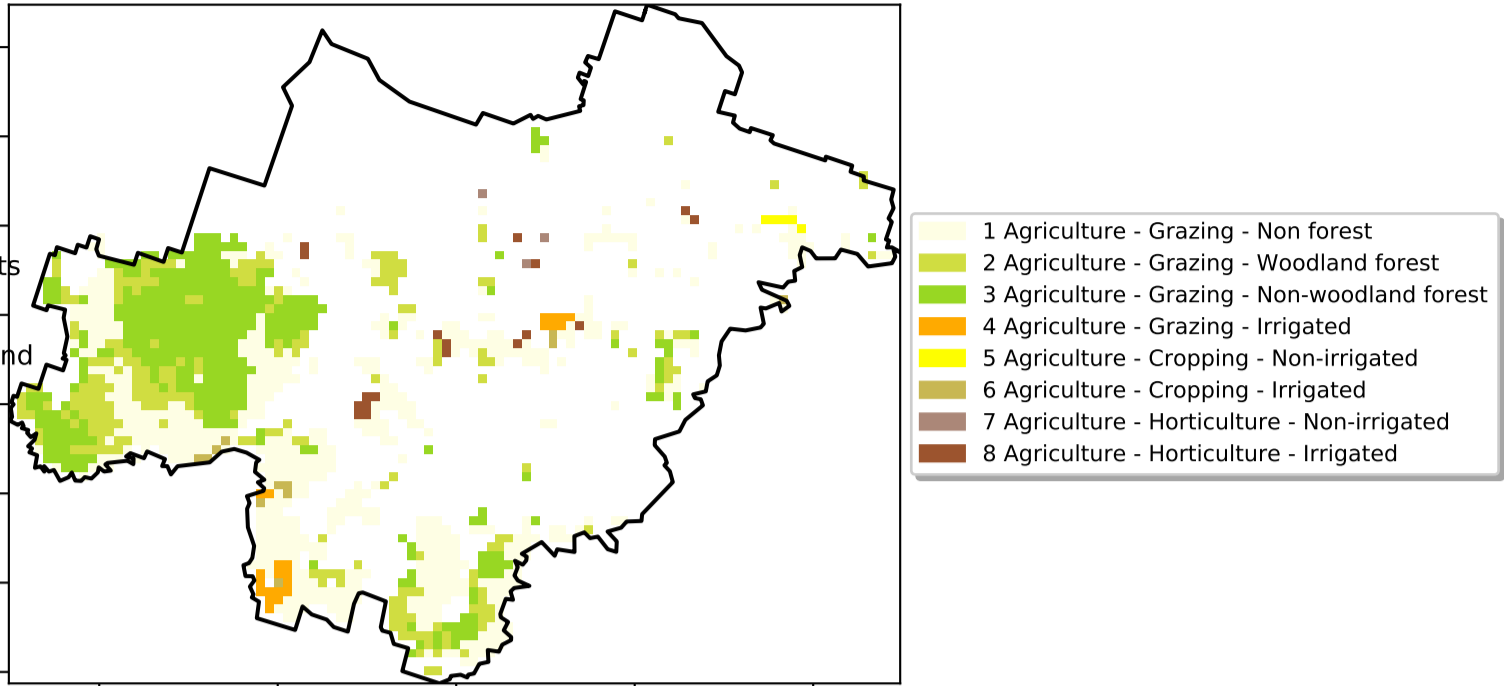 ts
nd
1 Agriculture - Grazing - Non forest
2 Agriculture - Grazing - Woodland forest
3 Agriculture - Grazing - Non-woodland forest
4 Agriculture - Grazing - Irrigated
5 Agriculture - Cropping - Non-irrigated
6 Agriculture - Cropping - Irrigated
7 Agriculture - Horticulture - Non-irrigated
8 Agriculture - Horticulture - Irrigated